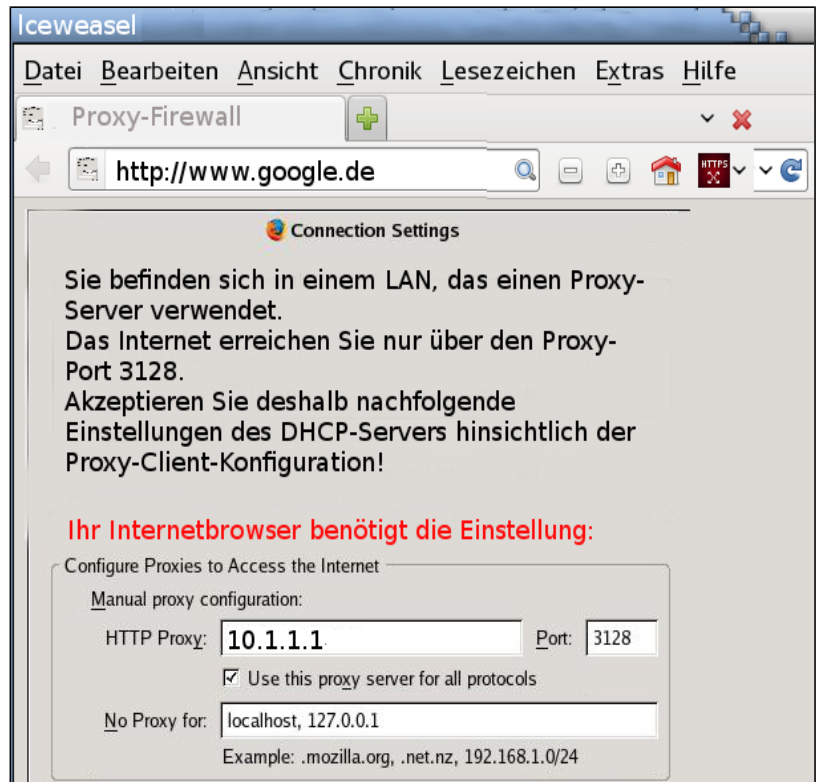 Iceweasel
Datei Bearbeiten Ansicht Chronik Lesezeichen Extras Hilfe
Proxy-Firewall
http://www.google.de
HTTPS
Connection Settings
Sie befinden sich in einem LAN, das einen Proxy-
Server verwendet.
Das Internet erreichen Sie nur über den Proxy-
Port 3128.
Akzeptieren Sie deshalb nachfolgende
Einstellungen des DHCP-Servers hinsichtlich der
Proxy-Client-Konfiguration!
Ihr Internetbrowser benötigt die Einstellung:
Configure Proxies to Access the Internet
Manual proxy configuration:
HTTP Proxy: 10.1.1.1 Port: 3128
Use this proxy server for all protocols
No Proxy for: localhost, 127.0.0.1
Example: .mozilla.org, .net.nz, 192.168.1.0/24